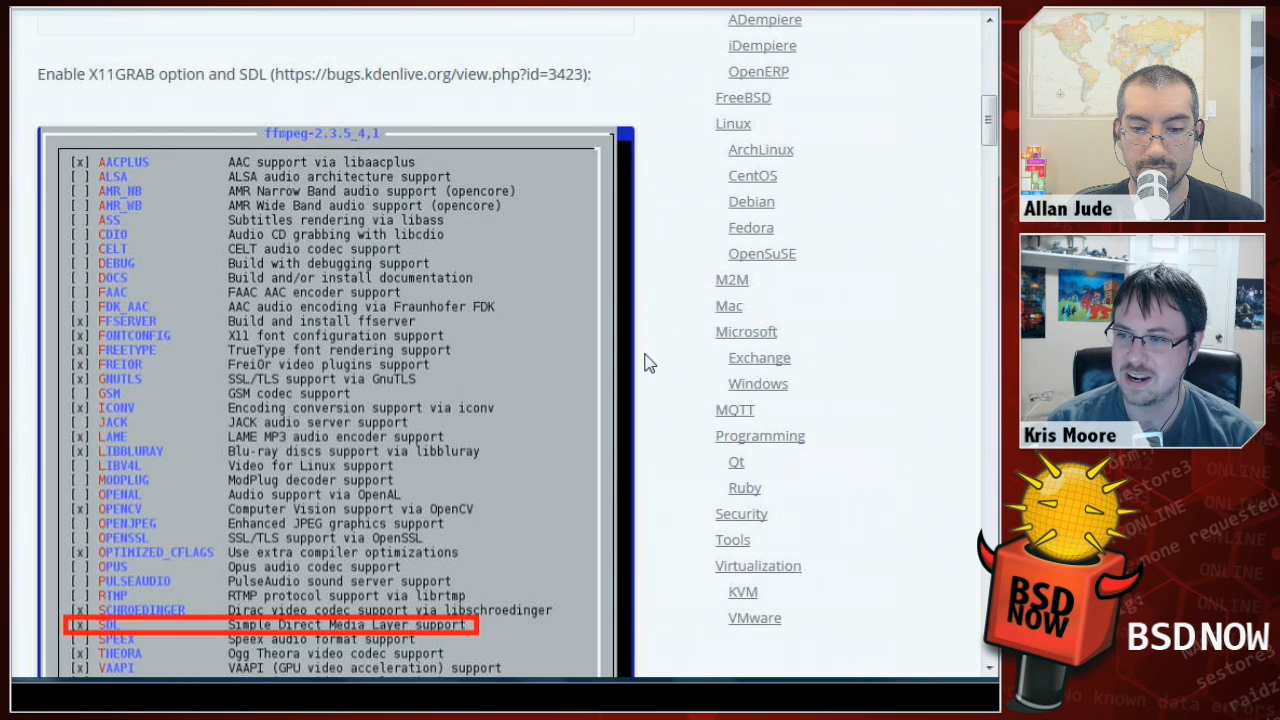 Enable X11GRAB option and SDL (https://bugs.kdenlive.org/view.php?id=3423):
ffmpeg-2.3.5_4,1
[x] AACPLUS AAC support via libaacplus
[ ] ALSA ALSA audio architecture support
[ ] AMR_NB AMR Narrow Band audio support (opencore)
[ ] AMR_WB AMR Wide Band audio support (opencore)
[ ] ASS Subtitles rendering via libass
[ ] CDIO Audio CD grabbing with libcdio
[ ] CELT CELT audio codec support
[ ] DEBUG Build with debugging support
[ ] DOCS Build and/or install documentation
[ ] FAAC FAAC AAC encoder support
[ ] FDK_AAC AAC audio encoding via Fraunhofer FDK
[x] FFSERVER Build and install ffserver
[x] FONTCONFIG X11 font configuration support
[x] FREETYPE TrueType font rendering support
[x] FREI0R Frei0r video plugins support
[x] GNUTLS SSL/TLS support via GnuTLS
[ ] GSM GSM codec support
[x] ICONV Encoding conversion support via iconv
[ ] JACK JACK audio server support
[x] LAME LAME MP3 audio encoder support
[x] LIBBLURAY Blu-ray discs support via libbluray
[ ] LIBV4L Video for Linux support
[ ] MODPLUG ModPlug decoder support
[ ] OPENAL Audio support via OpenAL
[x] OPENCV Computer Vision support via OpenCV
[ ] OPENJPEG Enhanced JPEG graphics support
[ ] OPENSSL SSL/TLS support via OpenSSL
[x] OPTIMIZED_CFLAGS Use extra compiler optimizations
[ ] OPUS Opus audio codec support
[ ] PULSEAUDIO PulseAudio sound server support
[ ] RTMP RTMP protocol support via librtmp
[x] SCHROEDINGER Dirac video codec support via libschroedinger
[x] SDL Simple Direct Media Layer support
[ ] SPEEX Speex audio format support
[x] THEORA Ogg Theora video codec support
[x] VAAPI VAAPI (GPU video acceleration) support
ADempiere
iDempiere
OpenERP
FreeBSD
Linux
ArchLinux
CentOS
Debian
Fedora
OpenSuSE
M2M
Mac
Microsoft
Exchange
Windows
MQTT
Programming
Qt
Ruby
Security
Tools
Virtualization
KVM
VMware
Allan Jude
Kris Moore
BSD
NOW
BSDNOW